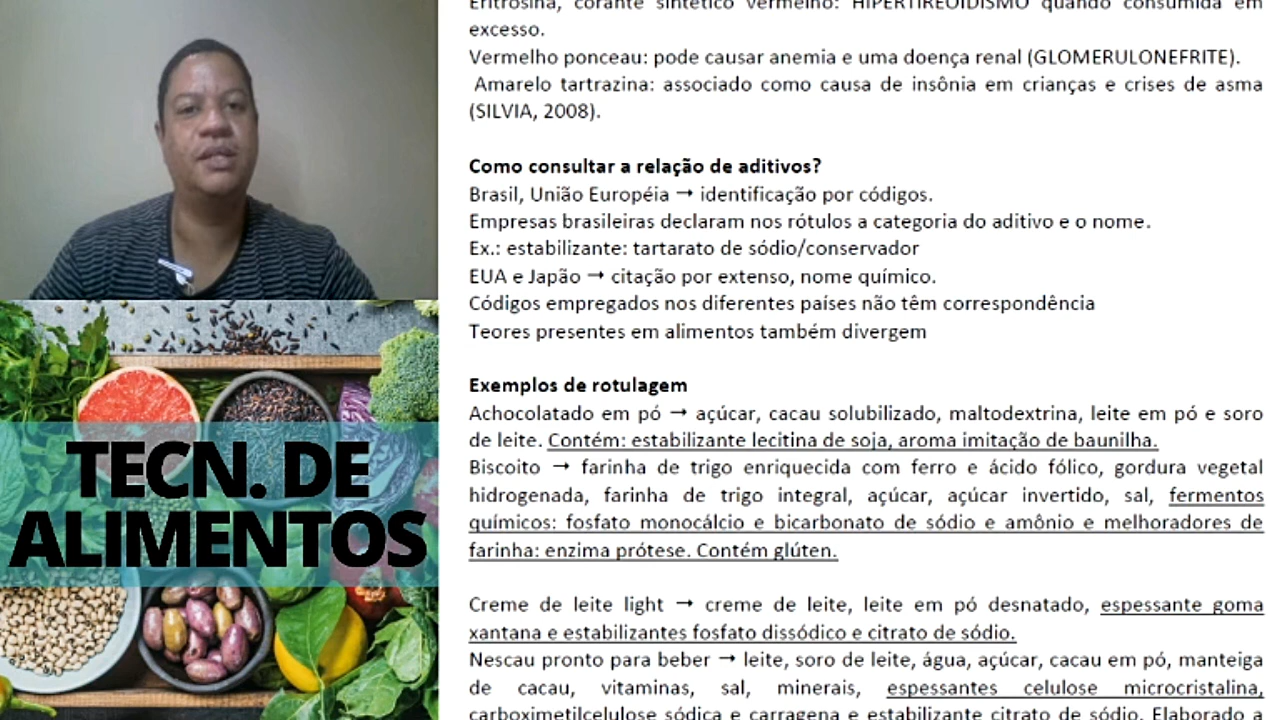 Eritrosina, corante sintético vermelho: HIPERTIREOIDISMO quando consumida em
excesso.
Vermelho ponceau: pode causar anemia e uma doença renal (GLOMERULONEFRITE).
Amarelo tartrazina: associado como causa de insônia em crianças e crises de asma
(SILVIA, 2008).
Como consultar a relação de aditivos?
Brasil, União Européia → identificação por códigos.
Empresas brasileiras declaram nos rótulos a categoria do aditivo e o nome.
Ex.: estabilizante: tartarato de sódio/conservador
EUA e Japão → citação por extenso, nome químico.
Códigos empregados nos diferentes países não têm correspondência
Teores presentes em alimentos também divergem
Exemplos de rotulagem
Achocolatado em pó → açúcar, cacau solubilizado, maltodextrina, leite em pó e soro
de leite. Contém: estabilizante lecitina de soja, aroma imitação de baunilha.
Biscoito → farinha de trigo enriquecida com ferro e ácido fólico, gordura vegetal
hidrogenada, farinha de trigo integral, açúcar, açúcar invertido, sal, fermentos
químicos: fosfato monocálcio e bicarbonato de sódio e amônio e melhoradores de
farinha: enzima prótese. Contém glúten.
Creme de leite light → creme de leite, leite em pó desnatado, espessante goma
xantana e estabilizantes fosfato dissódico e citrato de sódio.
Nescau pronto para beber → leite, soro de leite, água, açúcar, cacau em pó, manteiga
de cacau, vitaminas, sal, minerais, espessantes celulose microcristalina,
carboximetilcelulose sódica e carragena e estabilizante citrato de sódio. Elaborado a
TECN. DE
ALIMENTOS